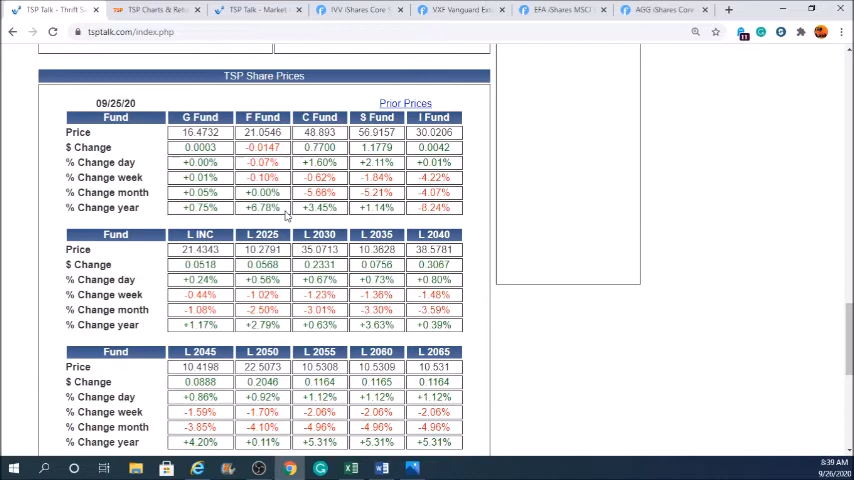 TSP Talk - Thrift Sa
TSP Charts & Retu
TSP Talk - Market
IVV iShares Core S
VXF Vanguard Ext
EFA iShares MSCI
AGG iShares Core
tsptalk.com/index.php
TSP Share Prices
09/25/20 Prior Prices
Fund G Fund F Fund C Fund S Fund I Fund
Price 16.4732 21.0546 48.893 56.9157 30.0206
$ Change 0.0003 -0.0147 0.7700 1.1779 0.0042
% Change day +0.00% -0.07% +1.60% +2.11% +0.01%
% Change week +0.01% -0.10% -0.62% -1.84% -4.22%
% Change month +0.05% +0.00% -5.66% -5.21% -4.07%
% Change year +0.75% +6.78% +3.45% +1.14% -8.24%
Fund L INC L 2025 L 2030 L 2035 L 2040
Price 21.4343 10.2791 35.0713 10.3628 38.5781
$ Change 0.0518 0.0568 0.2331 0.0756 0.3067
% Change day +0.24% +0.56% +0.67% +0.73% +0.80%
% Change week -0.44% -1.02% -1.23% -1.36% -1.48%
% Change month -1.08% -2.50% -3.01% -3.30% -3.59%
% Change year +1.17% +2.79% +0.63% +3.63% +0.39%
Fund L 2045 L 2050 L 2055 L 2060 L 2065
Price 10.4198 22.5073 10.5308 10.5309 10.531
$ Change 0.0888 0.2046 0.1164 0.1165 0.1164
% Change day +0.86% +0.92% +1.12% +1.12% +1.12%
% Change week -1.59% -1.70% -2.06% -2.06% -2.06%
% Change month -3.85% -4.10% -4.96% -4.96% -4.96%
% Change year +4.20% +0.11% +5.31% +5.31% +5.31%
8:39 AM
9/26/2020